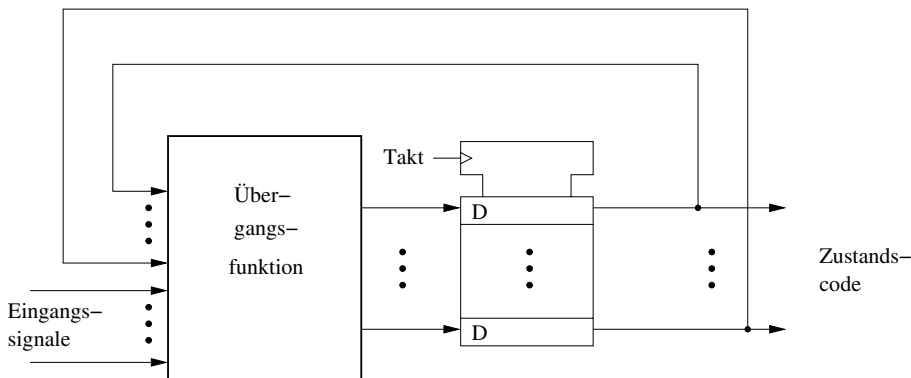 Takt
Über–
gangs–
funktion
D
D
Eingangs–
signale
Zustands–
code